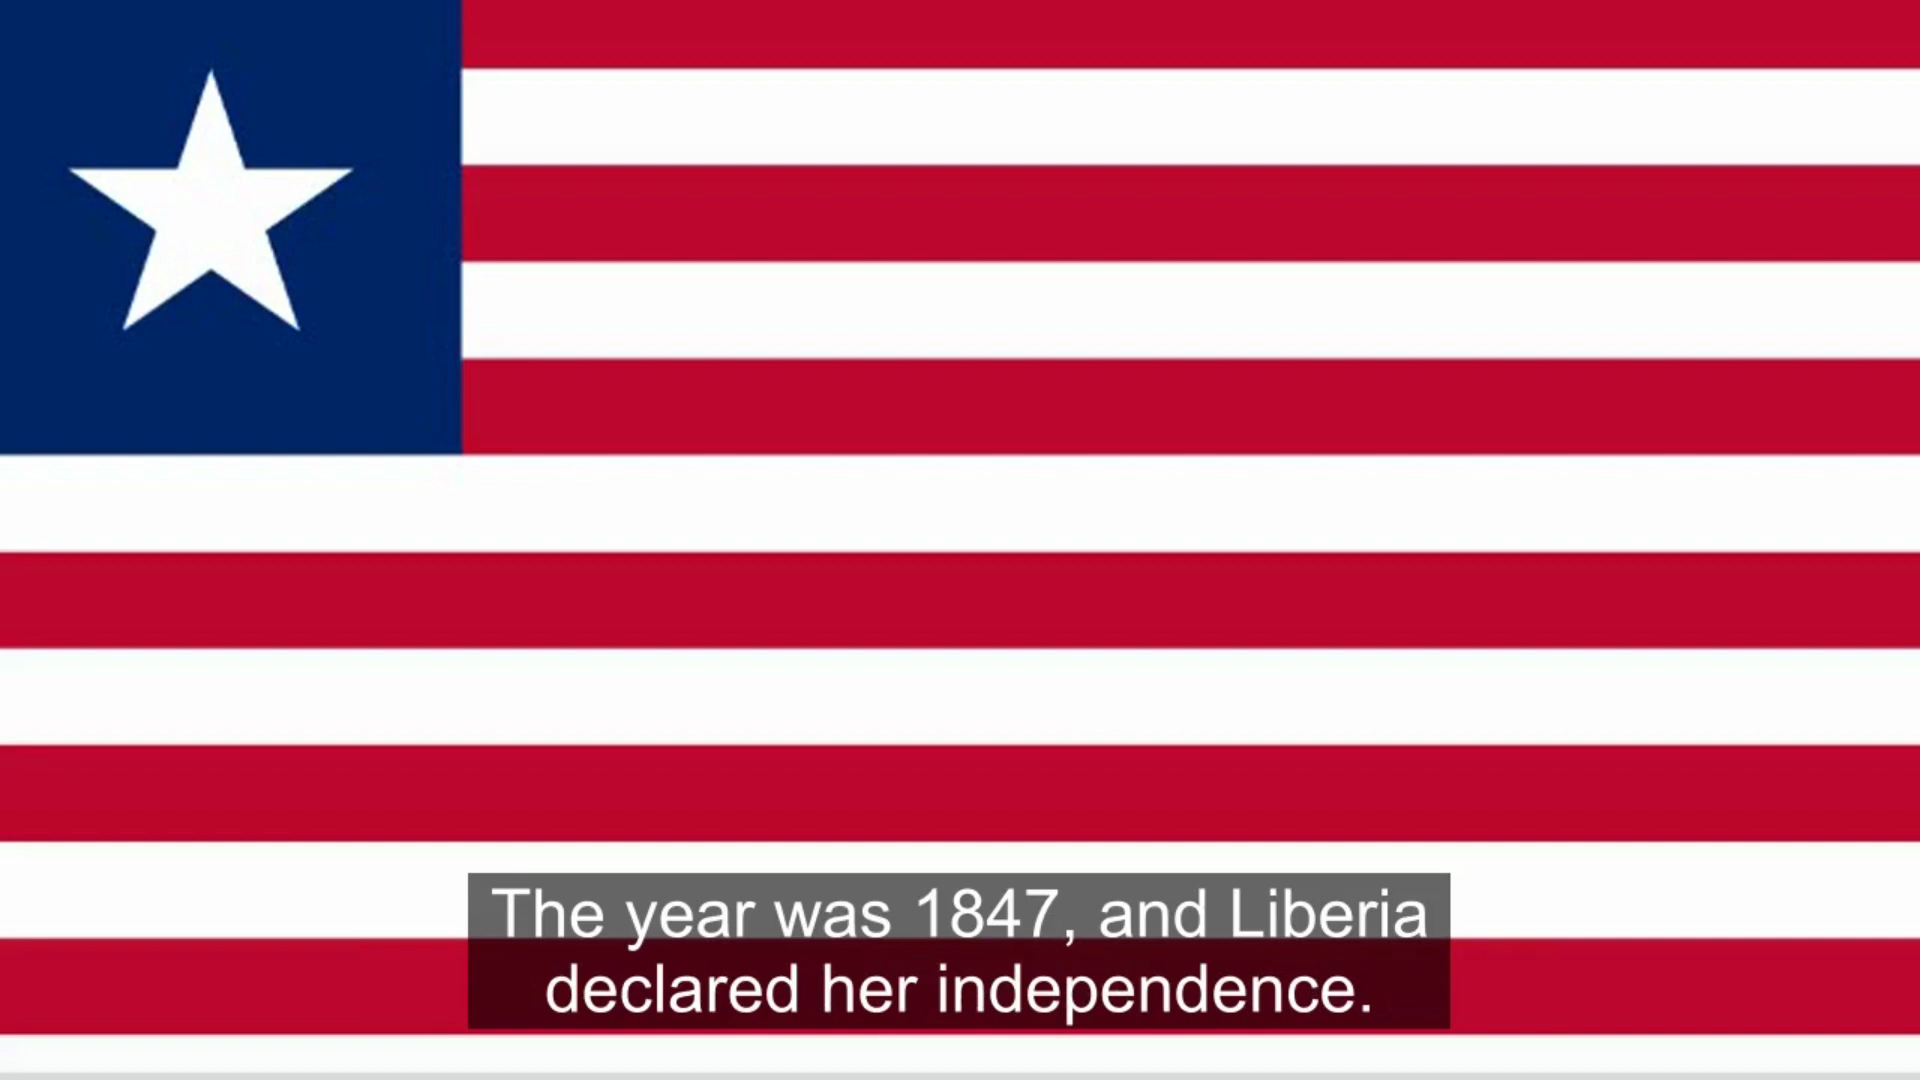 The year was 1847, and Liberia
declared her independence.